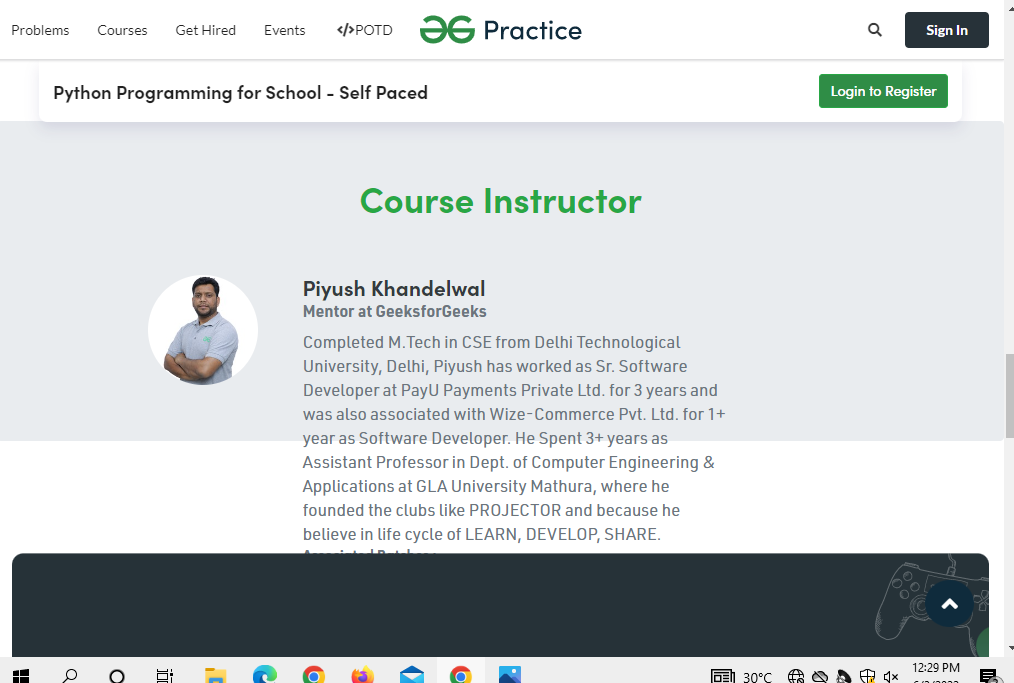 Problems Courses Get Hired Events </>POTD Practice Sign In
Python Programming for School - Self Paced Login to Register
Course Instructor
Piyush Khandelwal
Mentor at GeeksforGeeks
Completed M.Tech in CSE from Delhi Technological
University, Delhi, Piyush has worked as Sr. Software
Developer at PayU Payments Private Ltd. for 3 years and
was also associated with Wize-Commerce Pvt. Ltd. for 1+
year as Software Developer. He Spent 3+ years as
Assistant Professor in Dept. of Computer Engineering &
Applications at GLA University Mathura, where he
founded the clubs like PROJECTOR and because he
believe in life cycle of LEARN, DEVELOP, SHARE.
30°C 12:29 PM